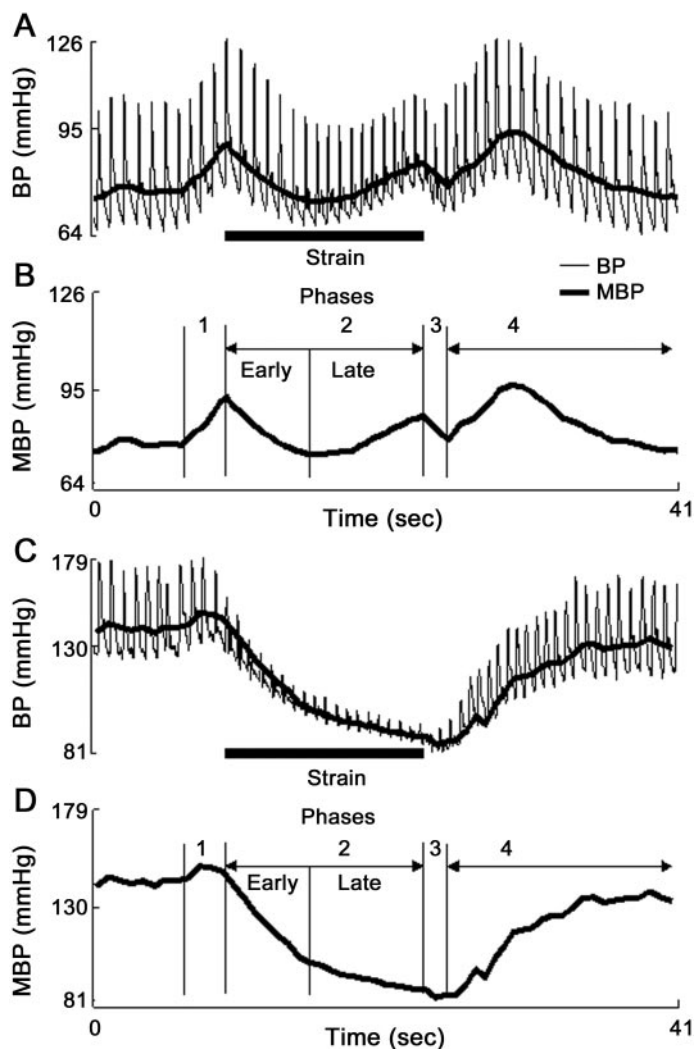 A
BP (mmHg)
126
95
64
Strain
BP
MBP
B
Phases
MBP (mmHg)
126
95
64
1
2
3
4
Early
Late
0
Time (sec)
41
C
BP (mmHg)
179
130
81
Strain
D
Phases
MBP (mmHg)
179
130
81
1
2
3
4
Early
Late
0
Time (sec)
41